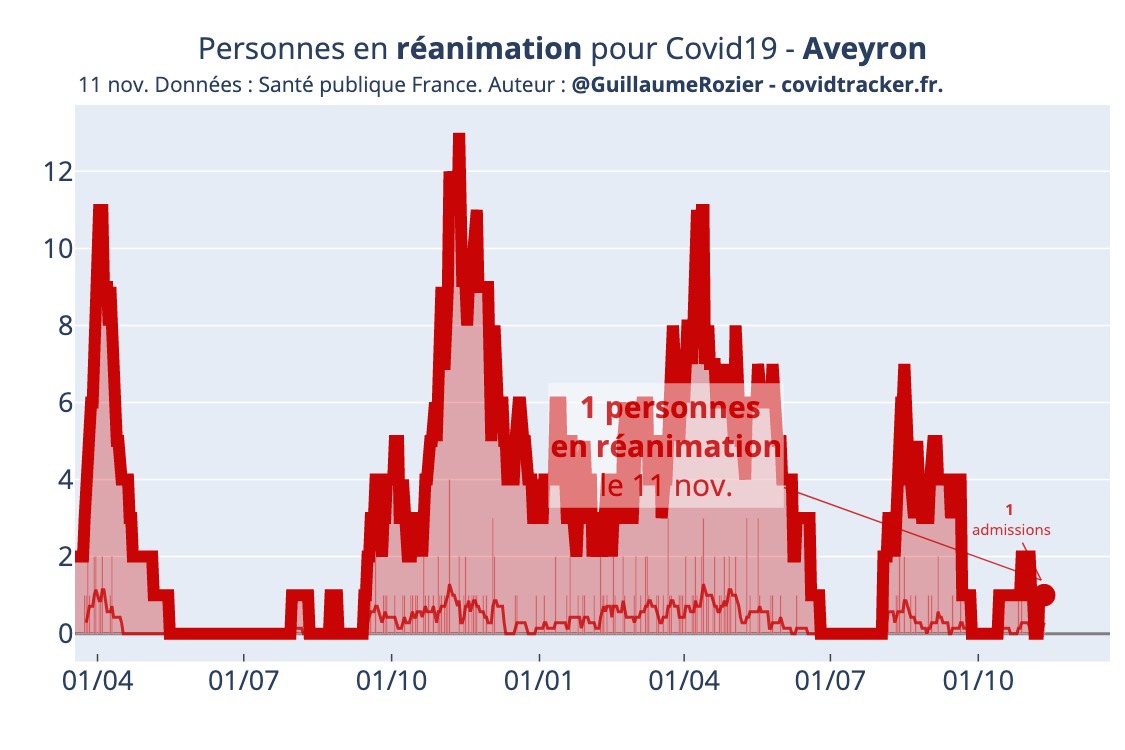 Personnes en réanimation pour Covid19 - Aveyron
11 nov. Données : Santé publique France. Auteur : @GuillaumeRozier - covidtracker.fr.
12
10
8
6
4
2
0
1 personnes
en réanimation
le 11 nov.
1
admissions
01/04
01/07
01/10
01/01
01/04
01/07
01/10